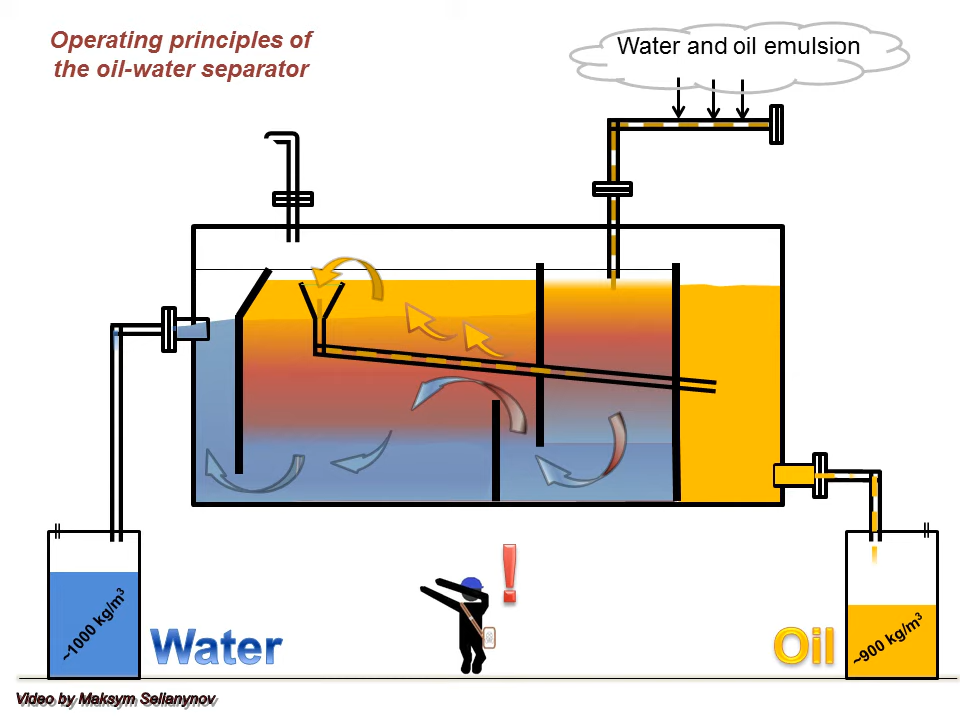 Operating principles of
the oil-water separator
Water and oil emulsion
~1000 kg/m³
Water
!
Oil
~900 kg/m³
Video by Maksym Selianynov